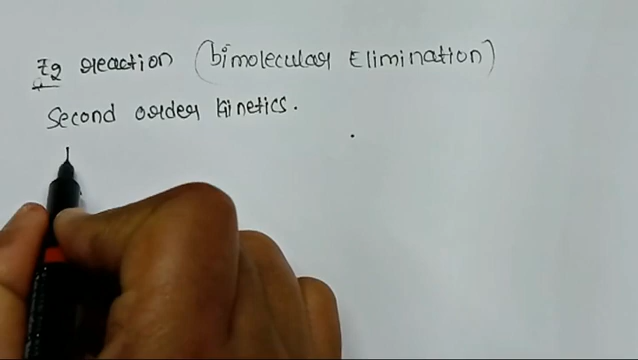 E2 reaction (bimolecular Elimination)
Second order kinetics.